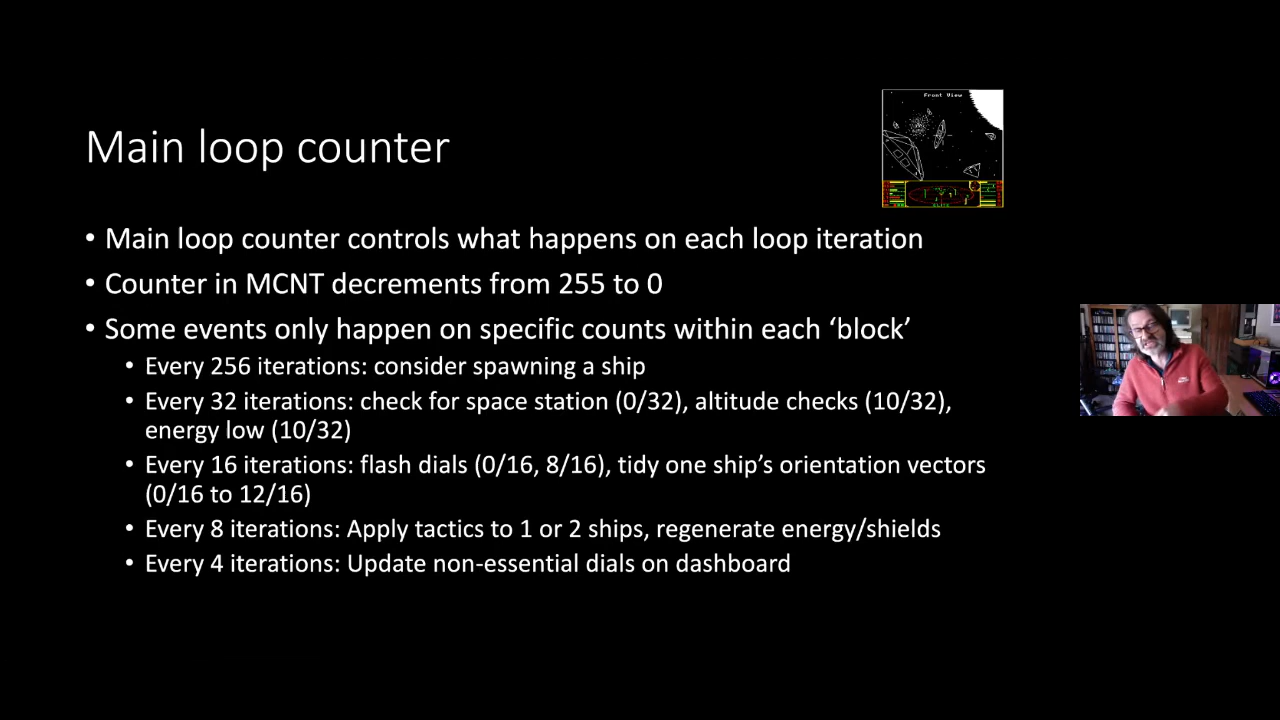 Front View
Main loop counter
ELITE
• Main loop counter controls what happens on each loop iteration
• Counter in MCNT decrements from 255 to 0
• Some events only happen on specific counts within each ‘block’
• Every 256 iterations: consider spawning a ship
• Every 32 iterations: check for space station (0/32), altitude checks (10/32),
energy low (10/32)
• Every 16 iterations: flash dials (0/16, 8/16), tidy one ship’s orientation vectors
(0/16 to 12/16)
• Every 8 iterations: Apply tactics to 1 or 2 ships, regenerate energy/shields
• Every 4 iterations: Update non-essential dials on dashboard